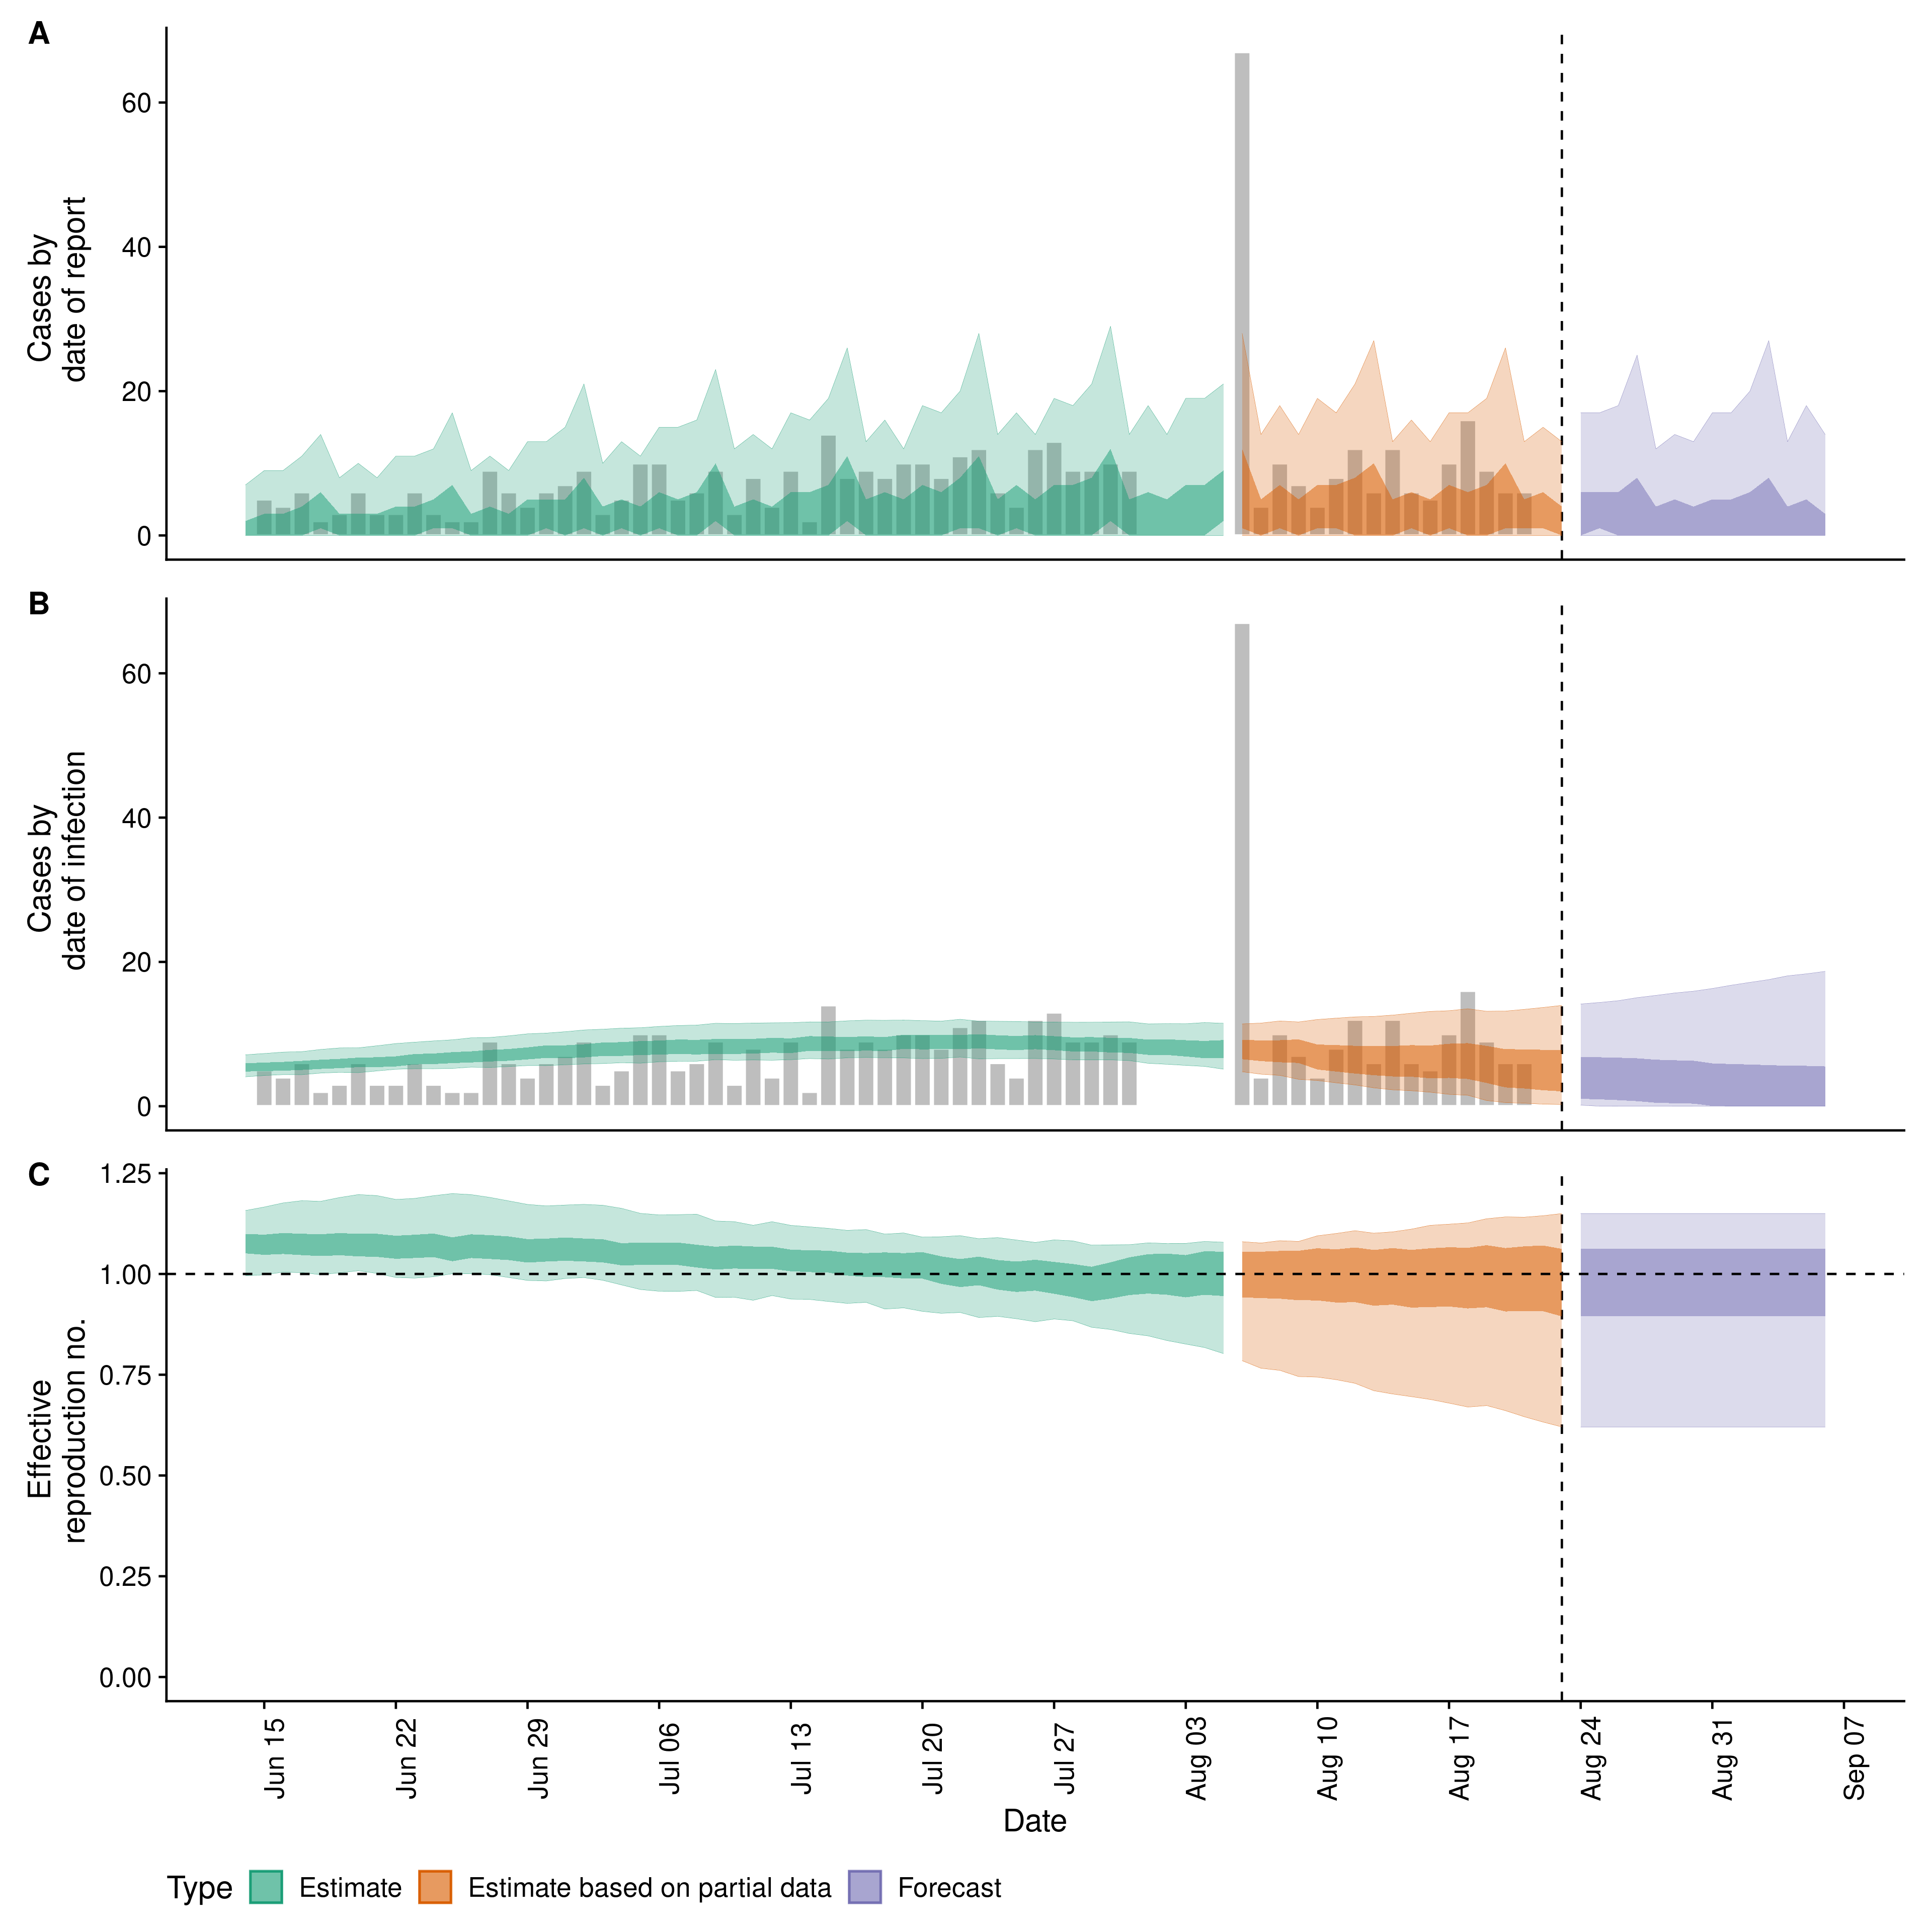 A
60
40
20
0
Cases by
date of report
B
60
40
20
0
Cases by
date of infection
C
1.25
1.00
0.75
0.50
0.25
0.00
Effective
reproduction no.
Jun 15
Jun 22
Jun 29
Jul 06
Jul 13
Jul 20
Jul 27
Aug 03
Aug 10
Aug 17
Aug 24
Aug 31
Sep 07
Date
Type Estimate Estimate based on partial data Forecast